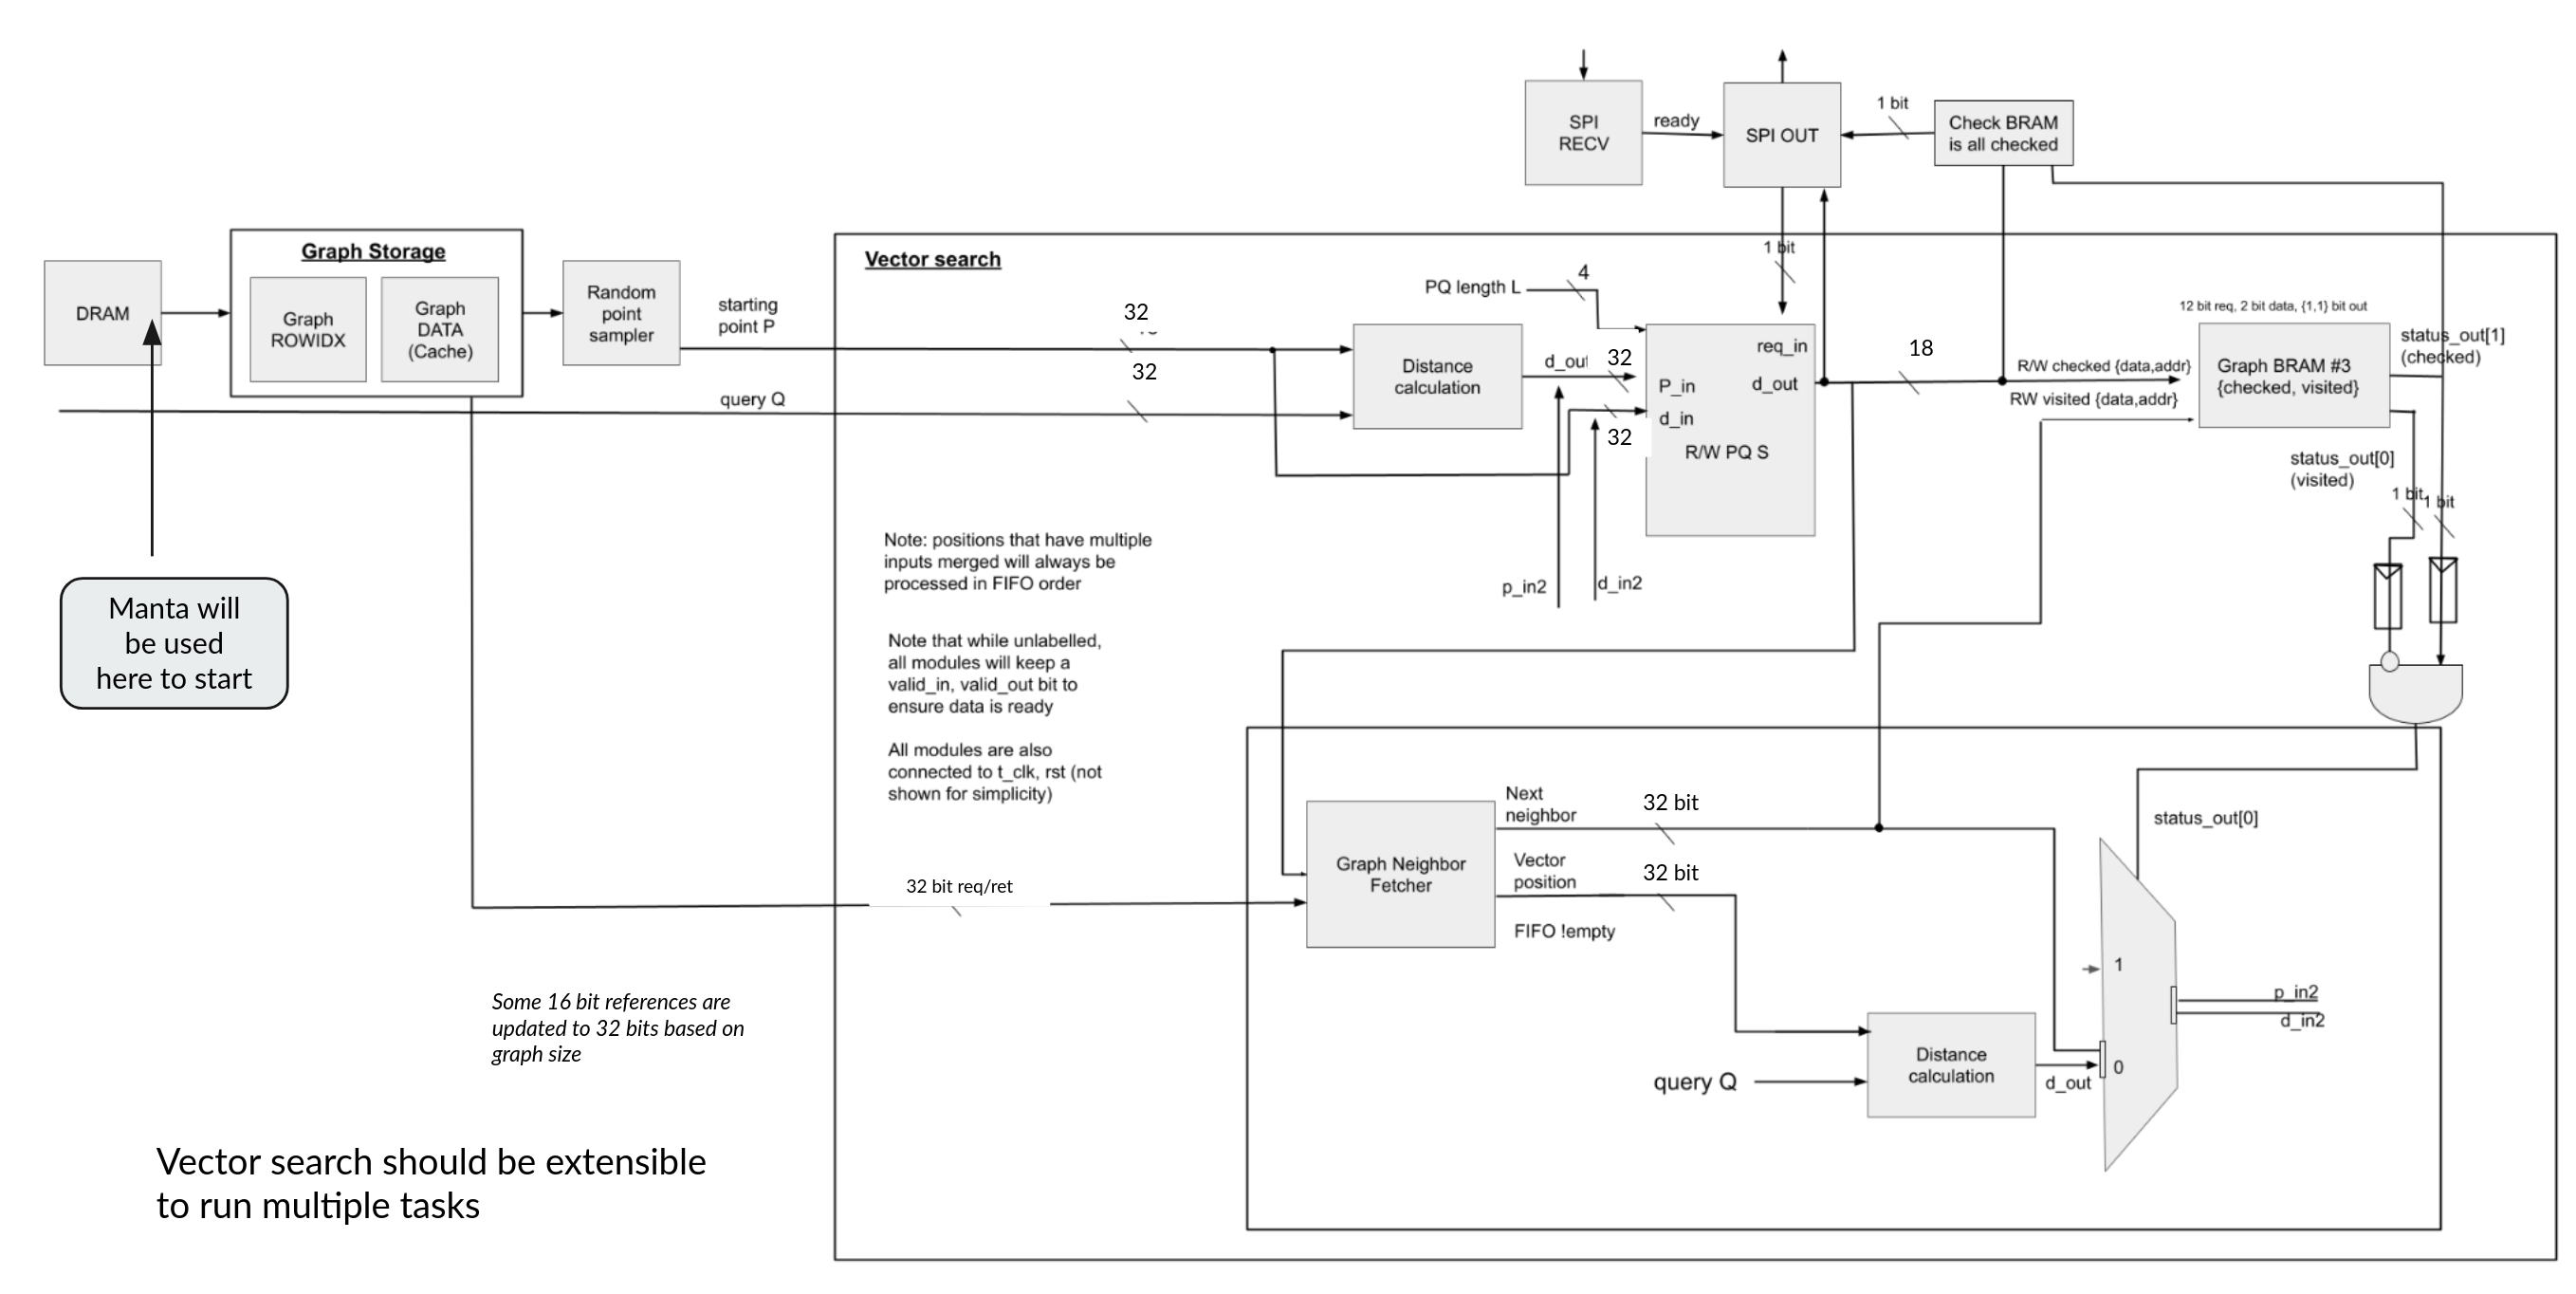 SPI
RECV
ready
SPI OUT
1 bit
Check BRAM
is all checked
Graph Storage
DRAM
Graph
ROWIDX
Graph
DATA
(Cache)
Random
point
sampler
starting
point P
query Q
Vector search
32
32
PQ length L
4
1 bit
Distance
calculation
d_out
32
32
req_in
P_in
d_out
d_in
R/W PQ S
18
12 bit req, 2 bit data, {1,1} bit out
R/W checked {data,addr}
RW visited {data,addr}
Graph BRAM #3
{checked, visited}
status_out[1]
(checked)
status_out[0]
(visited)
1 bit
1 bit
p_in2
d_in2
Note: positions that have multiple
inputs merged will always be
processed in FIFO order
Note that while unlabelled,
all modules will keep a
valid_in, valid_out bit to
ensure data is ready
All modules are also
connected to t_clk, rst (not
shown for simplicity)
Manta will
be used
here to start
32 bit req/ret
Graph Neighbor
Fetcher
Next
neighbor
32 bit
Vector
position
32 bit
FIFO !empty
status_out[0]
1
0
p_in2
d_in2
query Q
Distance
calculation
d_out
Some 16 bit references are
updated to 32 bits based on
graph size
Vector search should be extensible
to run multiple tasks